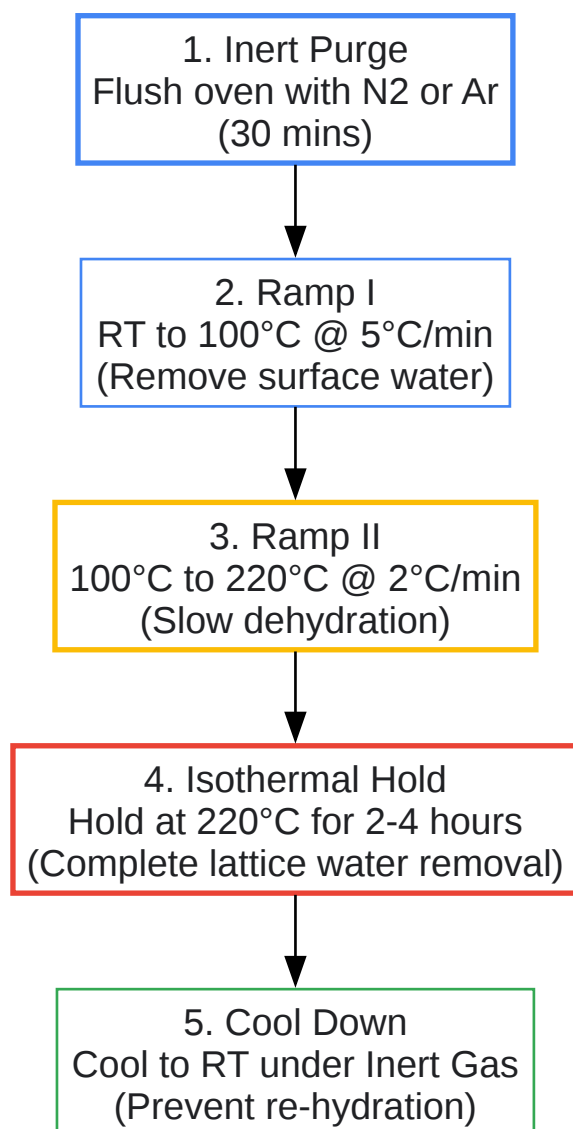 1. Inert Purge
Flush oven with N2 or Ar
(30 mins)
2. Ramp I
RT to 100°C @ 5°C/min
(Remove surface water)
3. Ramp II
100°C to 220°C @ 2°C/min
(Slow dehydration)
4. Isothermal Hold
Hold at 220°C for 2-4 hours
(Complete lattice water removal)
5. Cool Down
Cool to RT under Inert Gas
(Prevent re-hydration)